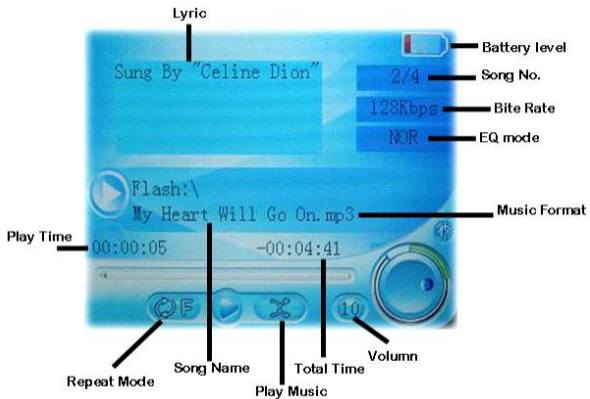 Lyric
Battery level
Sung By "Celine Dion"
2/4
Song No.
128Kbps
Bite Rate
NOR
EQ mode
Flash:\
My Heart Will Go On.mp3
Music Format
Play Time
00:00:05
-00:04:41
F
10
Volumn
Repeat Mode
Song Name
Total Time
Play Music